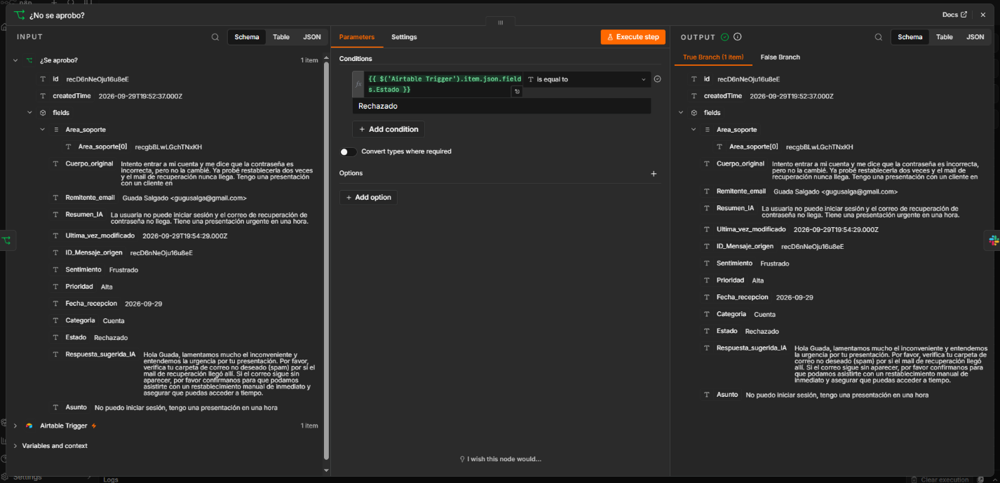 ¿No se aprobo?
Docs
INPUT
Schema
Table
JSON
¿Se aprobo?
1 item
id recD6nNeOju16u8eE
createdTime 2026-09-29T19:52:37.000Z
fields
Area_soporte
Area_soporte[0] recgbBLwLGchTNxKH
Cuerpo_original Intento entrar a mi cuenta y me dice que la contraseña es
incorrecta, pero no la cambié. Ya probé restablecerla dos veces
y el mail de recuperación nunca llega. Tengo una presentación
con un cliente en
Remitente_email Guada Salgado <gugusalga@gmail.com>
Resumen_IA La usuaria no puede iniciar sesión y el correo de recuperación de
contraseña no llega. Tiene una presentación urgente en una hora.
Ultima_vez_modificado 2026-09-29T19:54:29.000Z
ID_Mensaje_origen recD6nNeOju16u8eE
Sentimiento Frustrado
Prioridad Alta
Fecha_recepcion 2026-09-29
Categoria Cuenta
Estado Rechazado
Respuesta_sugerida_IA Hola Guada, lamentamos mucho el inconveniente y
entendemos la urgencia por tu presentación. Por favor,
verifica tu carpeta de correo no deseado (spam) por si el
mail de recuperación llegó allí. Si el correo sigue sin
aparecer, por favor confirmanos para que podamos
asistirte con un restablecimiento manual de inmediato y
asegurar que puedas acceder a tiempo.
Asunto No puedo iniciar sesión, tengo una presentación en una hora
Airtable Trigger
1 item
Variables and context
Parameters
Settings
Execute step
Conditions
fx
{{ $('Airtable Trigger').item.json.field
s.Estado }}
T is equal to
Rechazado
+ Add condition
Convert types where required
Options
+ Add option
I wish this node would...
OUTPUT
Schema
Table
JSON
True Branch (1 item)
False Branch
id recD6nNeOju16u8eE
createdTime 2026-09-29T19:52:37.000Z
fields
Area_soporte
Area_soporte[0] recgbBLwLGchTNxKH
Cuerpo_original Intento entrar a mi cuenta y me dice que la contraseña es incorrecta,
pero no la cambié. Ya probé restablecerla dos veces y el mail de
recuperación nunca llega. Tengo una presentación con un cliente en
Remitente_email Guada Salgado <gugusalga@gmail.com>
Resumen_IA La usuaria no puede iniciar sesión y el correo de recuperación de
contraseña no llega. Tiene una presentación urgente en una hora.
Ultima_vez_modificado 2026-09-29T19:54:29.000Z
ID_Mensaje_origen recD6nNeOju16u8eE
Sentimiento Frustrado
Prioridad Alta
Fecha_recepcion 2026-09-29
Categoria Cuenta
Estado Rechazado
Respuesta_sugerida_IA Hola Guada, lamentamos mucho el inconveniente y entendemos
la urgencia por tu presentación. Por favor, verifica tu carpeta de
correo no deseado (spam) por si el mail de recuperación llegó
allí. Si el correo sigue sin aparecer, por favor confirmanos para
que podamos asistirte con un restablecimiento manual de
inmediato y asegurar que puedas acceder a tiempo.
Asunto No puedo iniciar sesión, tengo una presentación en una hora
Settings
Logs
Clear execution